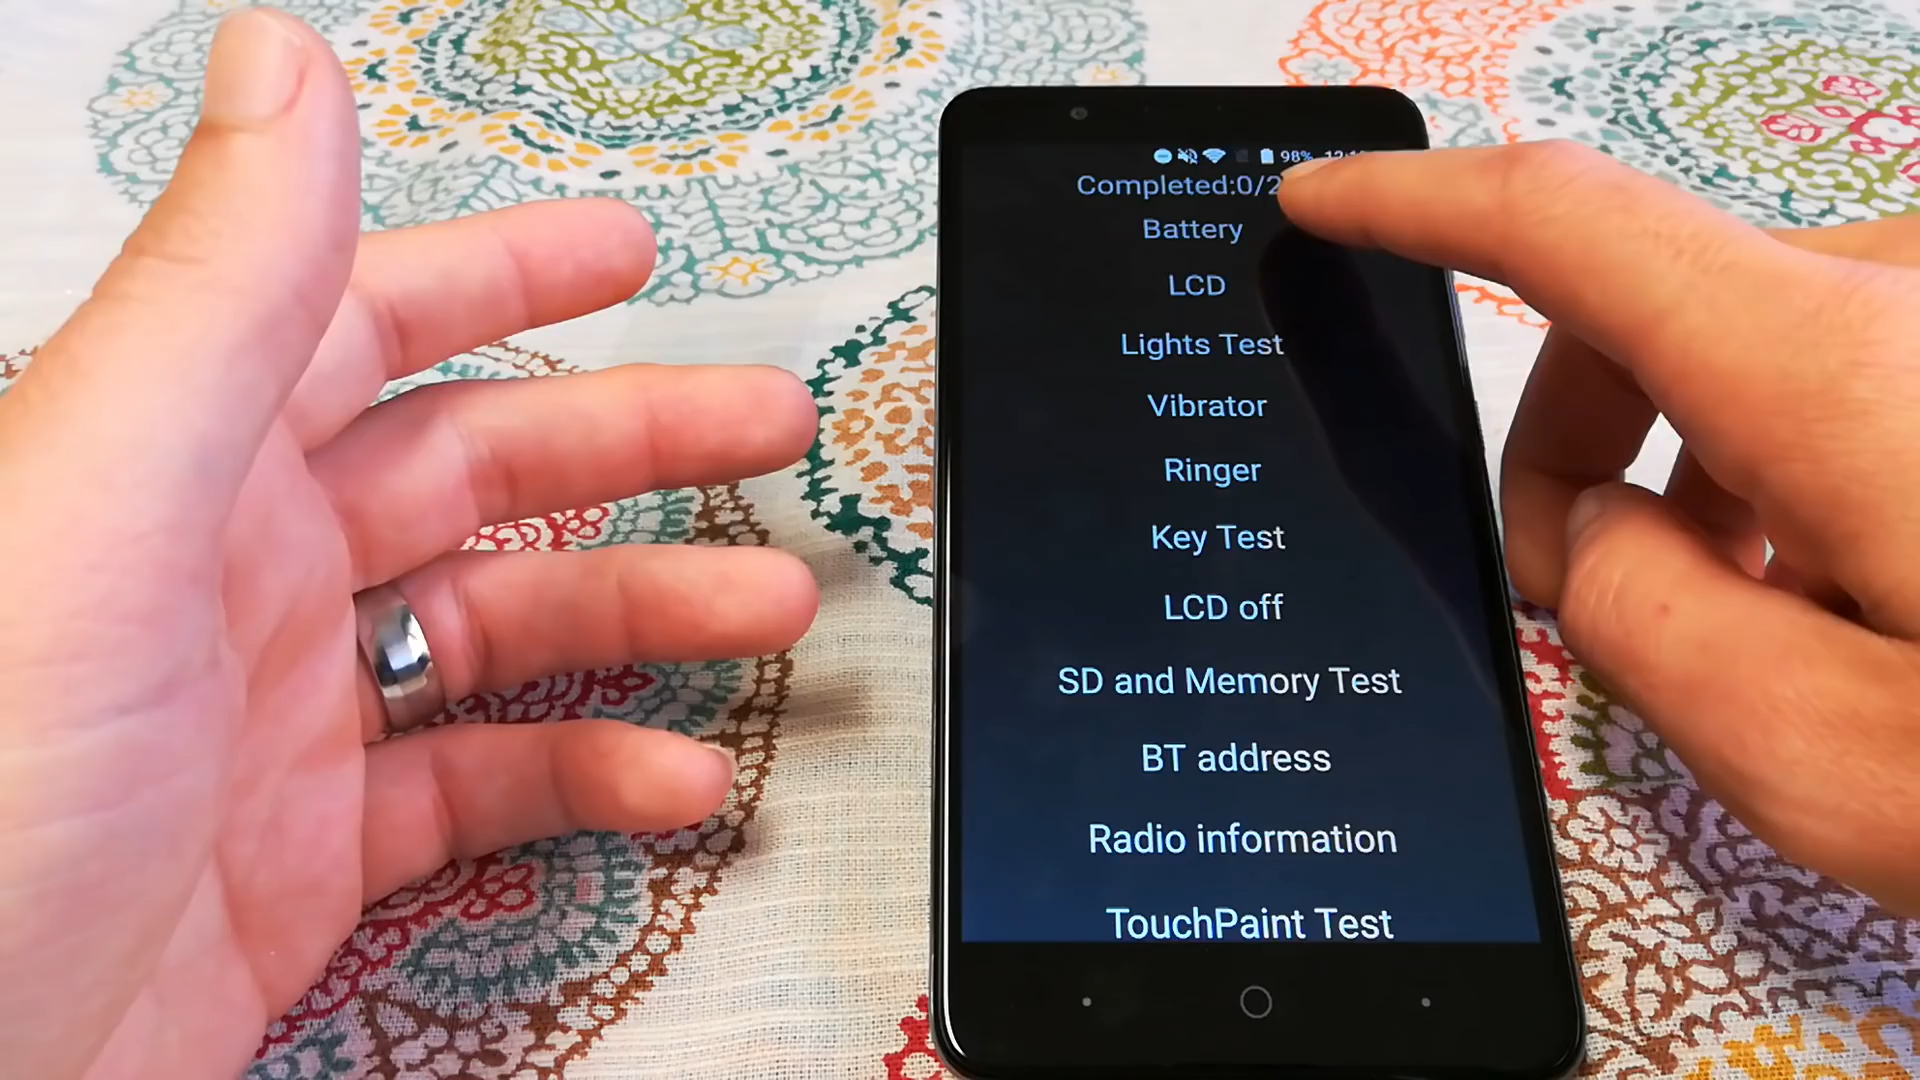 98%
Completed:0/2
Battery
LCD
Lights Test
Vibrator
Ringer
Key Test
LCD off
SD and Memory Test
BT address
Radio information
TouchPaint Test